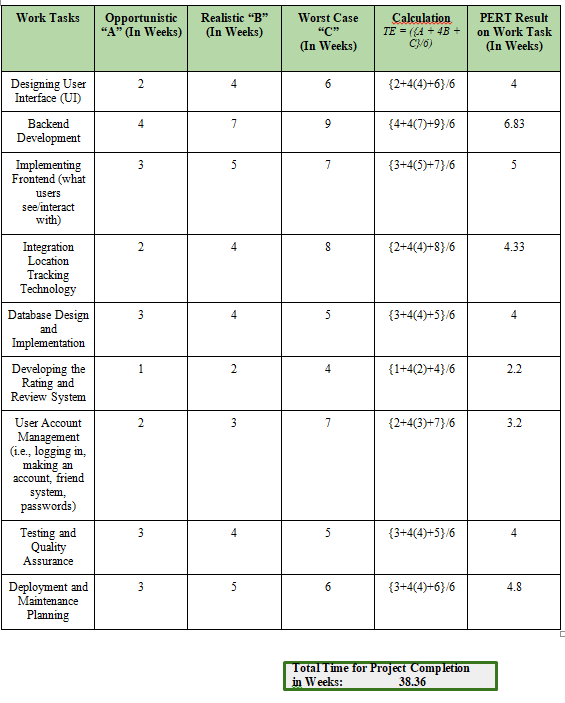 Work Tasks Opportunistic Realistic “B” Worst Case Calculation PERT Result
“A” (In Weeks) (In Weeks) “C” TE = ((A + 4B + on Work Task
(In Weeks) C)/6) (In Weeks)
Designing User 2 4 6 {2+4(4)+6}/6 4
Interface (UI)
Backend 4 7 9 {4+4(7)+9}/6 6.83
Development
Implementing 3 5 7 {3+4(5)+7}/6 5
Frontend (what
users
see/interact
with)
Integration 2 4 8 {2+4(4)+8}/6 4.33
Location
Tracking
Technology
Database Design 3 4 5 {3+4(4)+5}/6 4
and
Implementation
Developing the 1 2 4 {1+4(2)+4}/6 2.2
Rating and
Review System
User Account 2 3 7 {2+4(3)+7}/6 3.2
Management
(i.e., logging in,
making an
account, friend
system,
passwords)
Testing and 3 4 5 {3+4(4)+5}/6 4
Quality
Assurance
Deployment and 3 5 6 {3+4(4)+6}/6 4.8
Maintenance
Planning
Total Time for Project Completion
in Weeks: 38.36